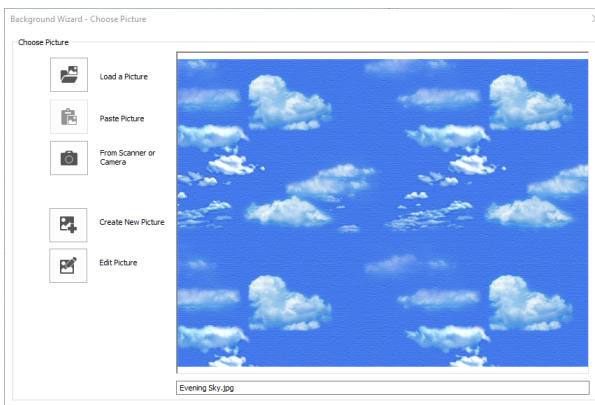 Background Wizard - Choose Picture
Choose Picture
Load a Picture
Paste Picture
From Scanner or
Camera
Create New Picture
Edit Picture
Evening Sky.jpg